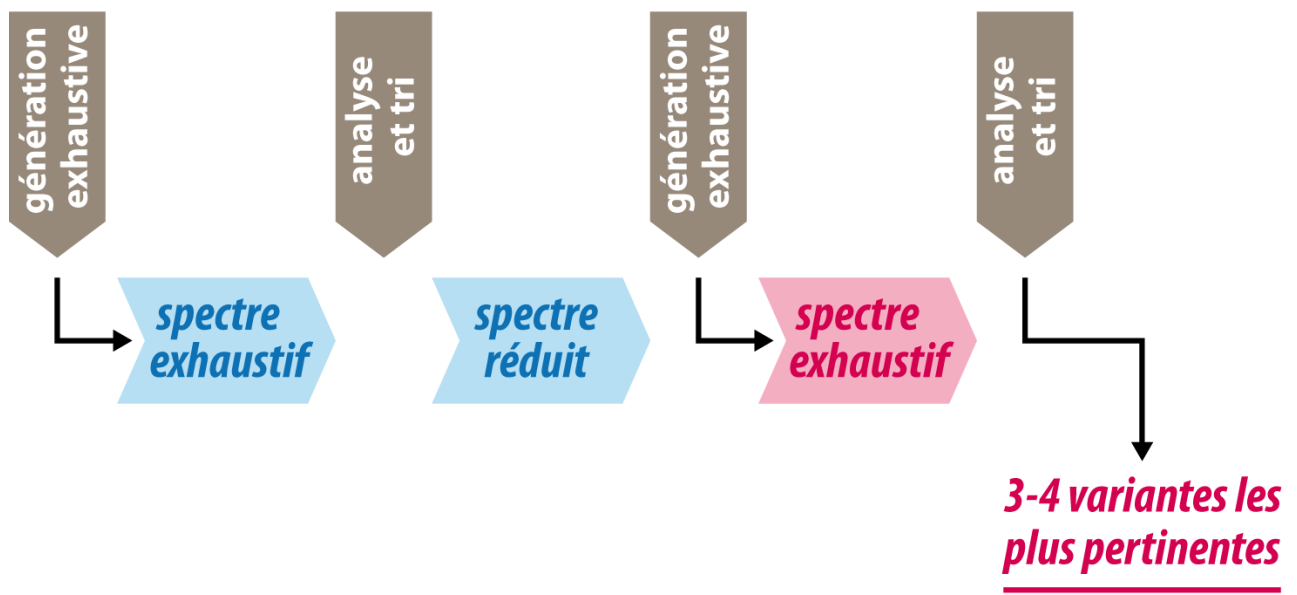 génération
exhaustive
analyse
et tri
génération
exhaustive
analyse
et tri
spectre
exhaustif
spectre
réduit
spectre
exhaustif
3-4 variantes les
plus pertinentes